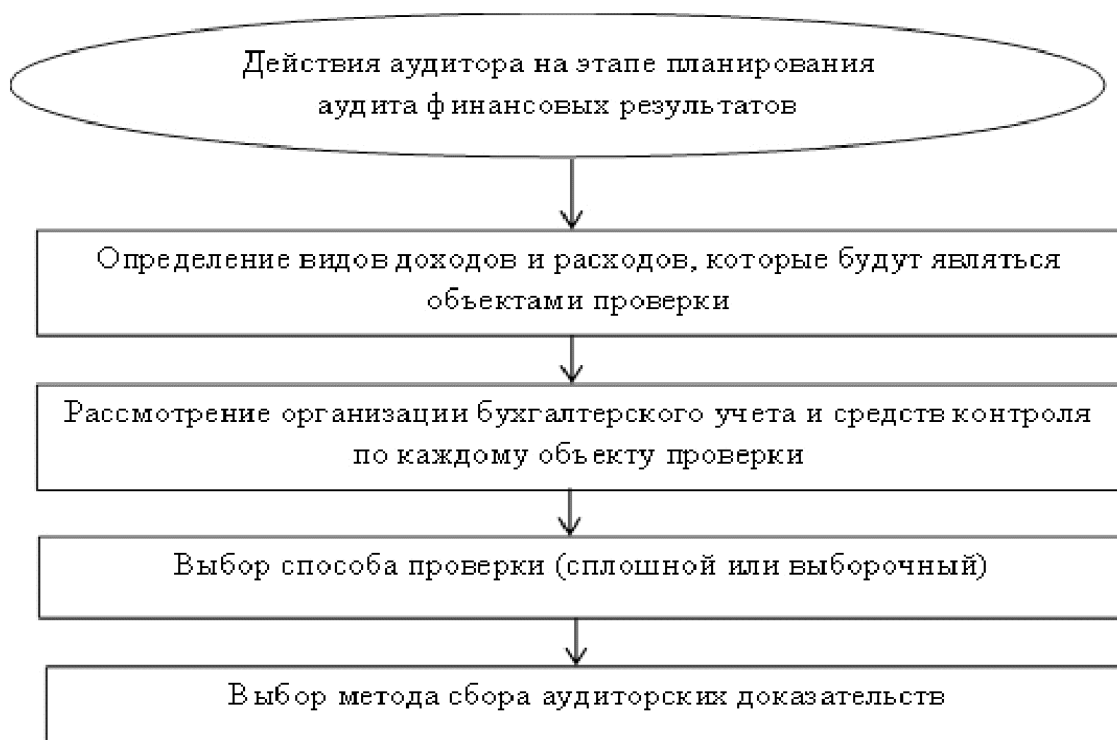 Действия аудитора на этапе планирования
аудита финансовых результатов
Определение видов доходов и расходов, которые будут являться
объектами проверки
Рассмотрение организации бухгалтерского учета и средств контроля
по каждому объекту проверки
Выбор способа проверки (сплошной или выборочный)
Выбор метода сбора аудиторских доказательств